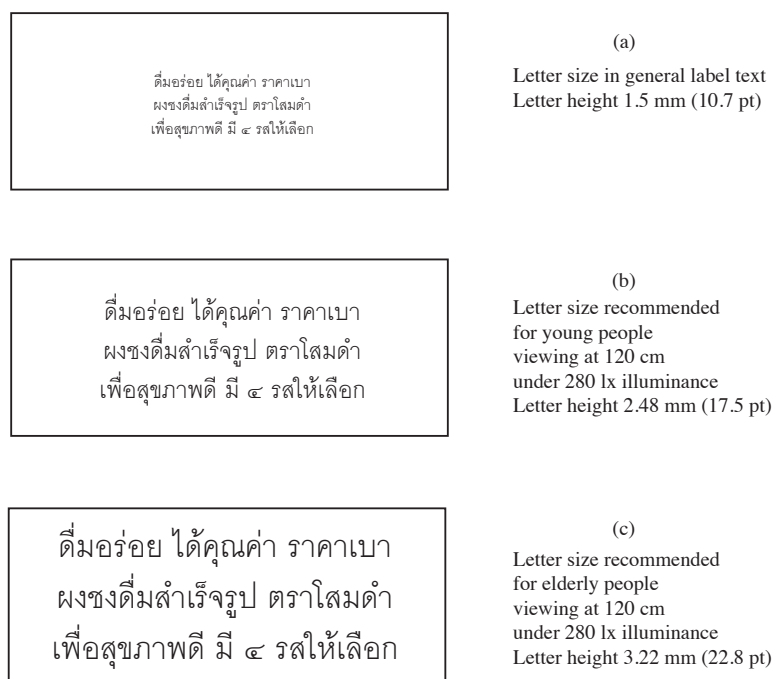 ดื่มอร่อย ได้คุณค่า ราคาเบา
ผงชงดื่มสำเร็จรูป ตราโสมดำ
เพื่อสุขภาพดี มี ๔ รสให้เลือก
(a)
Letter size in general label text
Letter height 1.5 mm (10.7 pt)
ดื่มอร่อย ได้คุณค่า ราคาเบา
ผงชงดื่มสำเร็จรูป ตราโสมดำ
เพื่อสุขภาพดี มี ๔ รสให้เลือก
(b)
Letter size recommended
for young people
viewing at 120 cm
under 280 lx illuminance
Letter height 2.48 mm (17.5 pt)
ดื่มอร่อย ได้คุณค่า ราคาเบา
ผงชงดื่มสำเร็จรูป ตราโสมดำ
เพื่อสุขภาพดี มี ๔ รสให้เลือก
(c)
Letter size recommended
for elderly people
viewing at 120 cm
under 280 lx illuminance
Letter height 3.22 mm (22.8 pt)